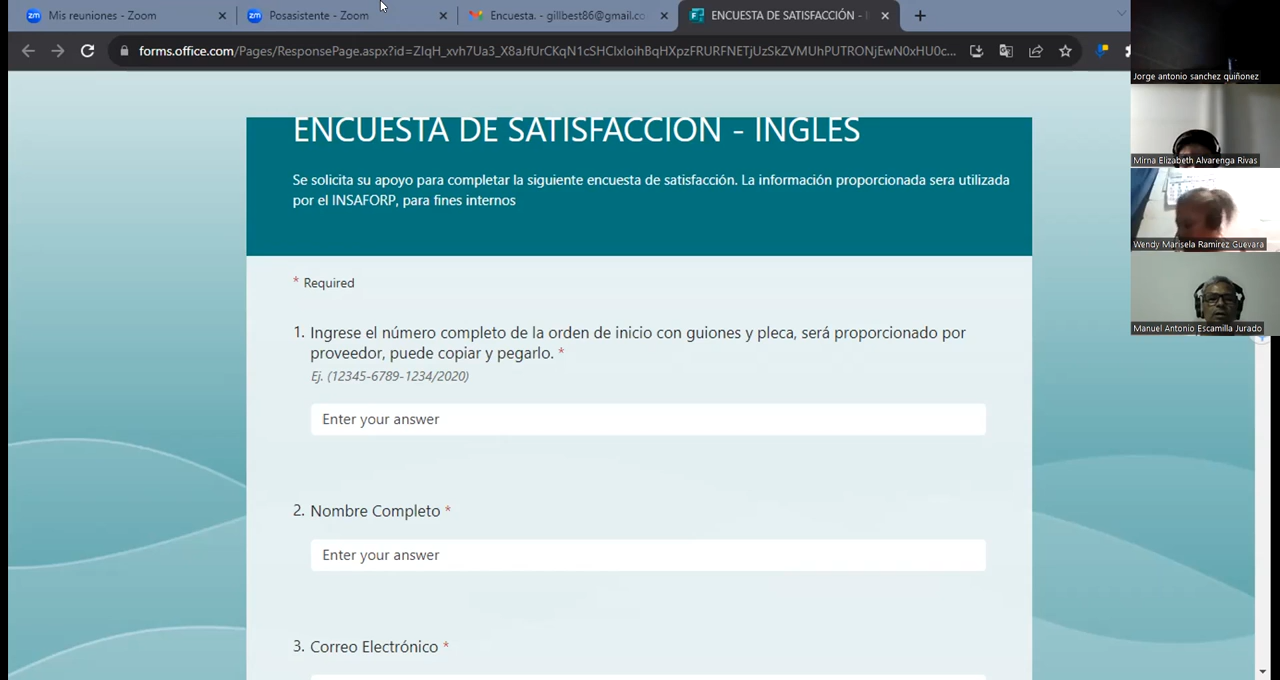 Mis reuniones - Zoom
Posasistente - Zoom
Encuesta. - gillbest86@gmail.co
ENCUESTA DE SATISFACCIÓN -
forms.office.com/Pages/ResponsePage.aspx?id=
ENCUESTA DE SATISFACCIÓN - INGLES
Se solicita su apoyo para completar la siguiente encuesta de satisfacción. La información proporcionada sera utilizada
por el INSAFORP, para fines internos
* Required
1. Ingrese el número completo de la orden de inicio con guiones y pleca, será proporcionado por
proveedor, puede copiar y pegarlo. *
Ej. (12345-6789-1234/2020)
Enter your answer
2. Nombre Completo *
Enter your answer
3. Correo Electrónico *
Jorge antonio sanchez quiñonez
Mirna Elizabeth Alvarenga Rivas
Wendy Marisela Ramirez Guevara
Manuel Antonio Escamilla Jurado